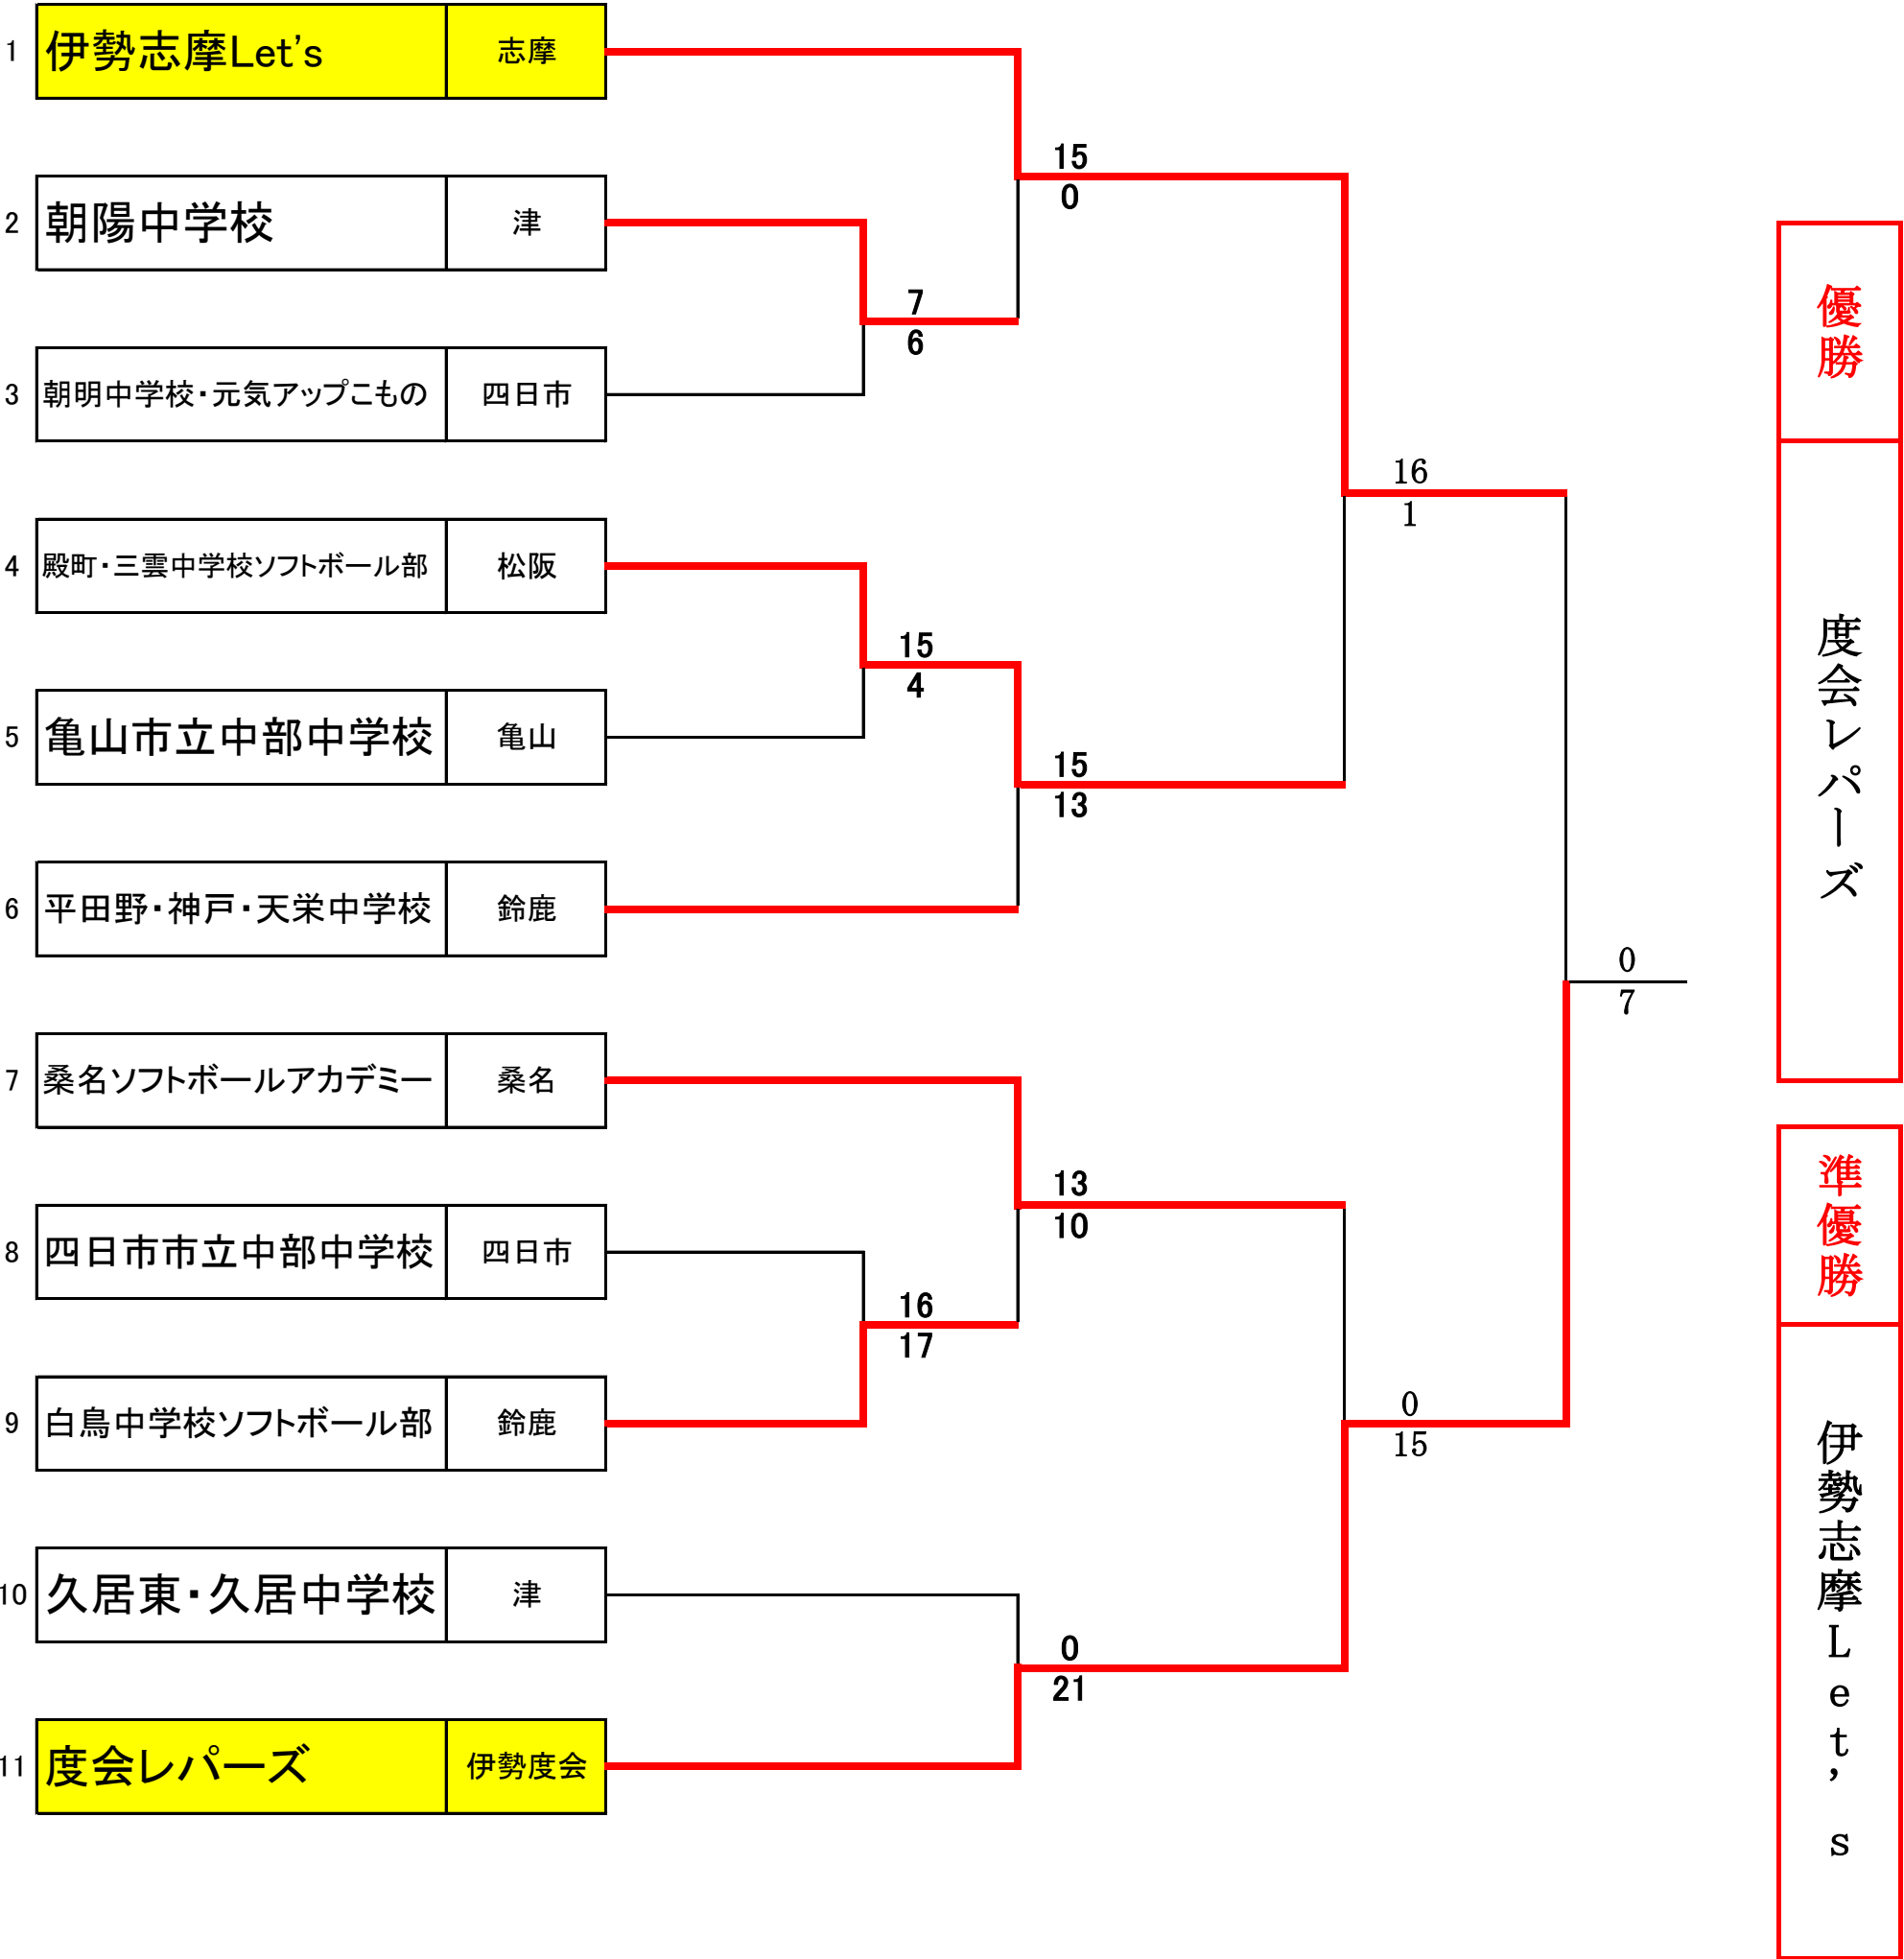 1 伊勢志摩Let's 志摩
2 朝陽中学校 津
3 朝明中学校・元気アップこもの 四日市
4 殿町・三雲中学校ソフトボール部 松阪
5 亀山市立中部中学校 亀山
6 平田野・神戸・天栄中学校 鈴鹿
7 桑名ソフトボールアカデミー 桑名
8 四日市市立中部中学校 四日市
9 白鳥中学校ソフトボール部 鈴鹿
10 久居東・久居中学校 津
11 度会レパーズ 伊勢度会
7
6
15
4
16
17
15
0
15
13
13
10
0
21
16
1
0
15
0
7
優勝
度会レパーズ
準優勝
伊勢志摩Let’s